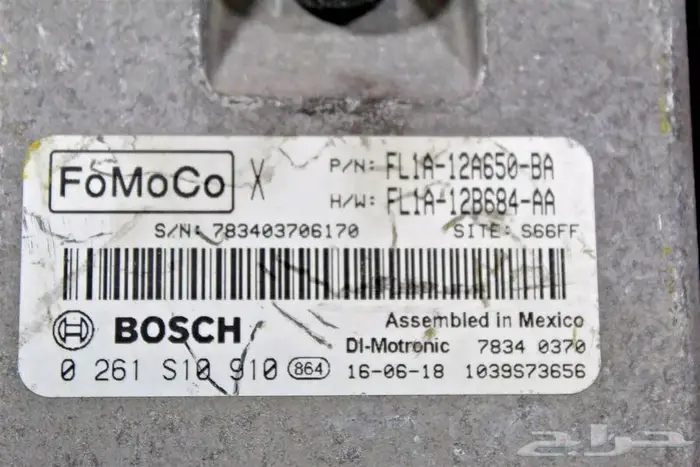 FoMoCo X P/N: FL1A-12A650-BA
H/W: FL1A-12B684-AA
S/N: 783403706170 SITE: S66FF
BOSCH Assembled in Mexico
DI-Motronic 7834 0370
0 261 S10 910 864 16-06-18 1039S73656
حراج